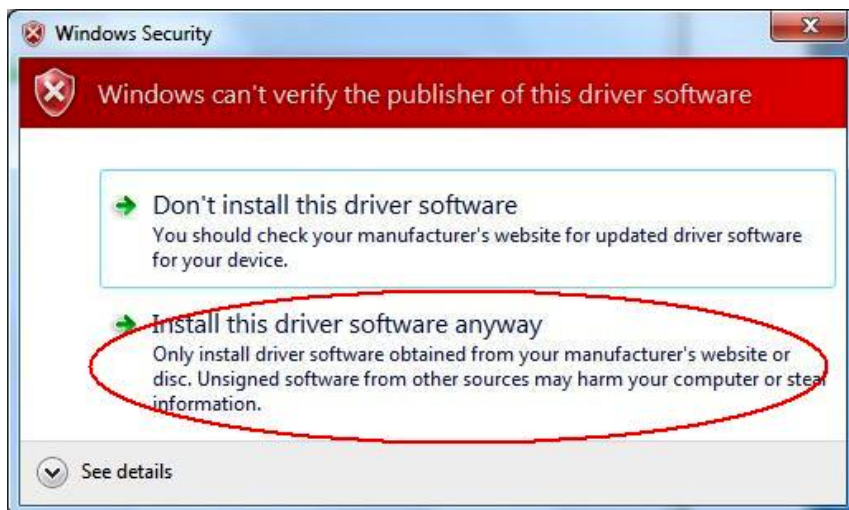 Windows Security
Windows can't verify the publisher of this driver software
Don't install this driver software
You should check your manufacturer's website for updated driver software
for your device.
Install this driver software anyway
Only install driver software obtained from your manufacturer's website or
disc. Unsigned software from other sources may harm your computer or steal
information.
See details